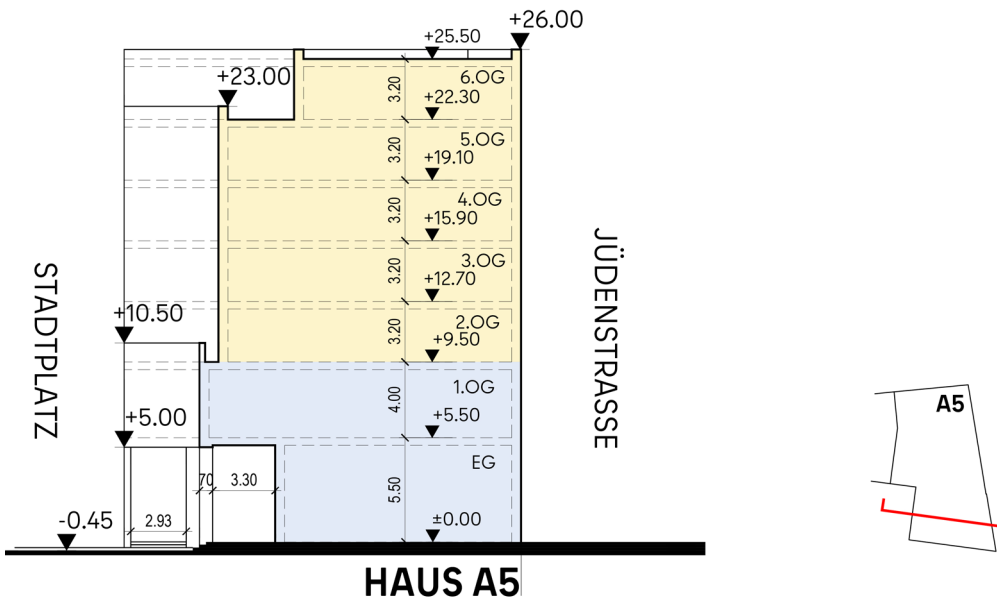 +26.00
+25.50
6.OG
+23.00
3.20
+22.30
5.OG
3.20
+19.10
4.OG
3.20
+15.90
3.OG
3.20
+12.70
2.OG
3.20
+9.50
+10.50
1.OG
4.00
+5.50
+5.00
EG
70
3.30
5.50
2.93
-0.45
±0.00
STADTPLATZ
JÜDENSTRASSE
A5
HAUS A5